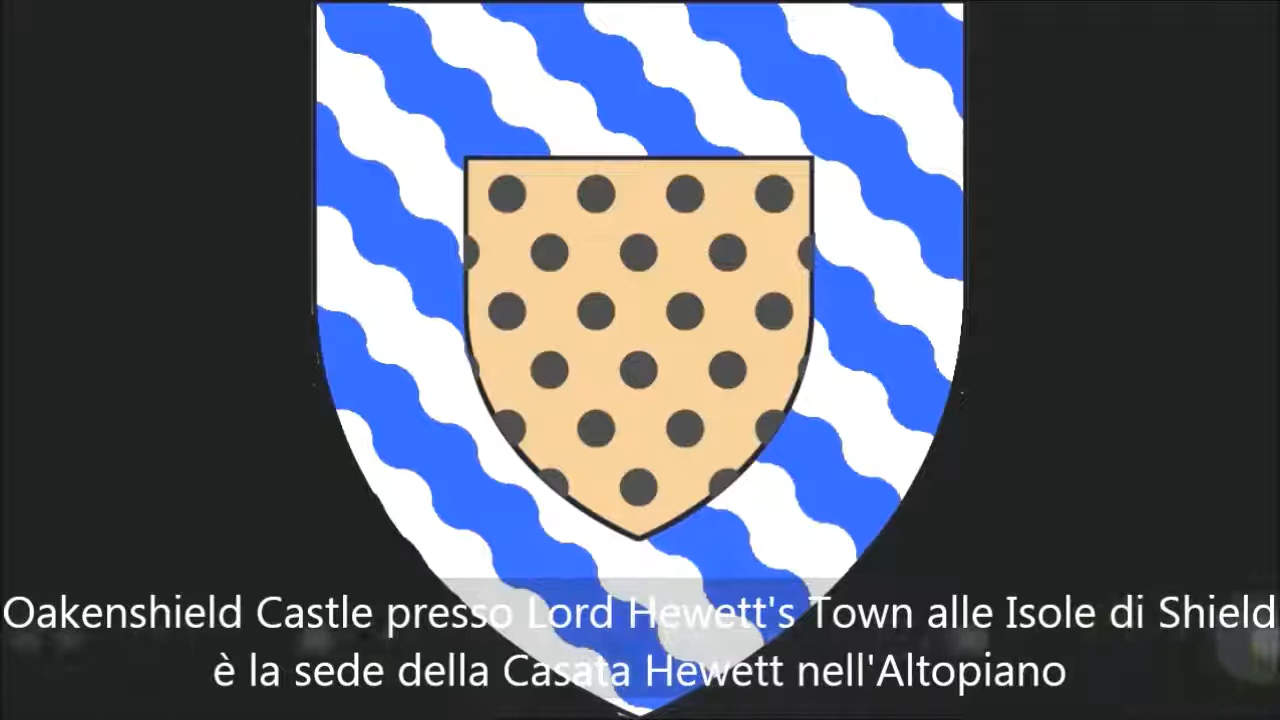 Oakenshield Castle presso Lord Hewett's Town alle Isole di Shield
è la sede della Casata Hewett nell'Altopiano